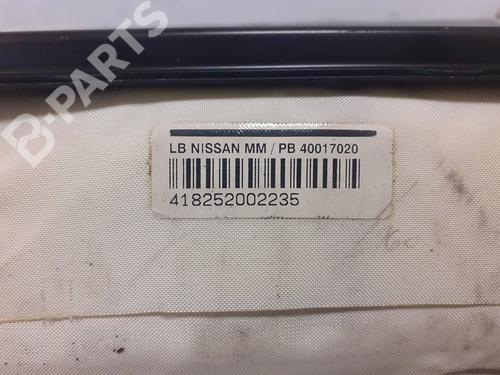 B-PARTS
LB NISSAN MM / PB 40017020
418252002235